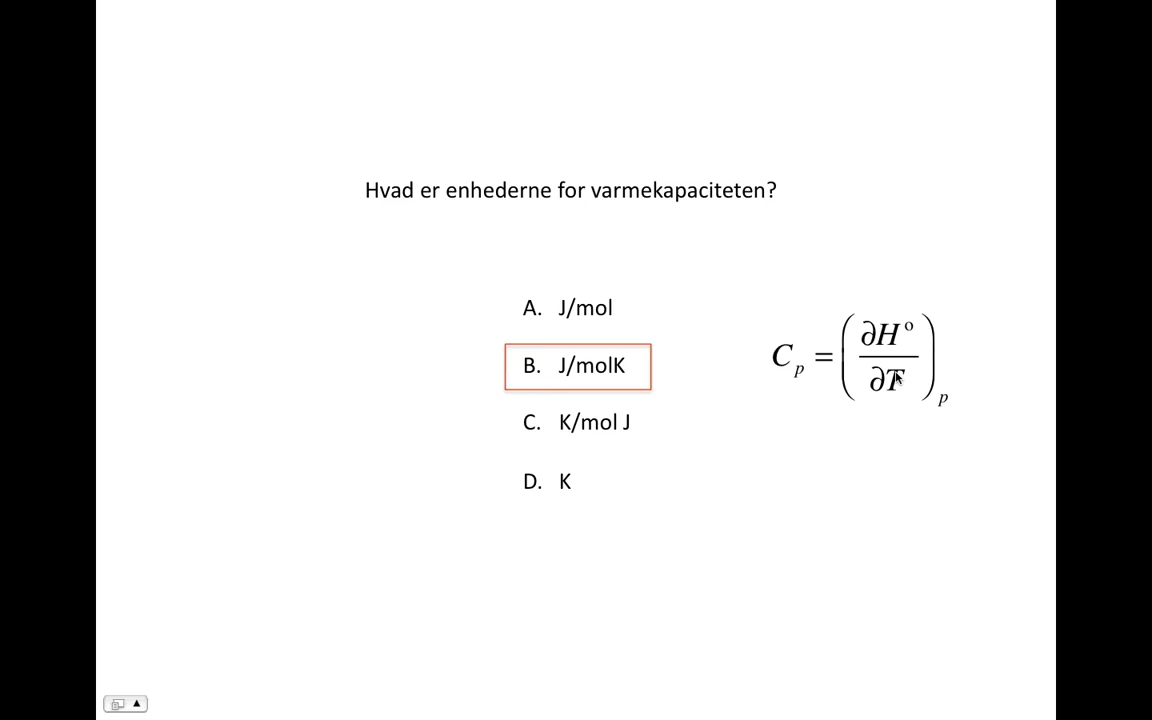 Hvad er enhederne for varmekapaciteten?
A. J/mol
B. J/molK
C. K/mol J
D. K
C_p = (∂H° / ∂T)_p